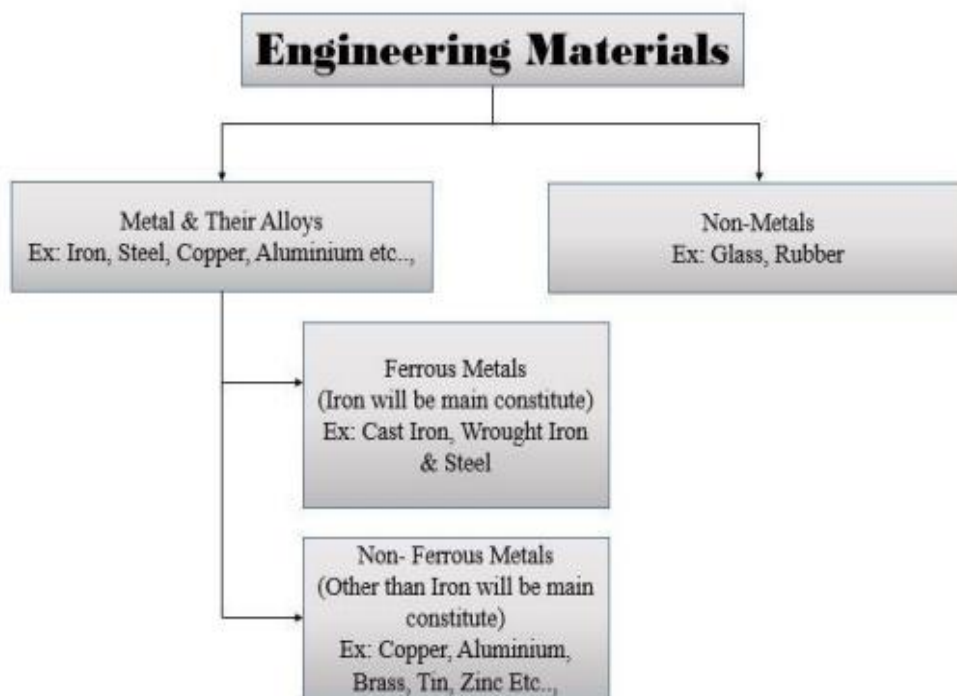 Engineering Materials
Metal & Their Alloys
Ex: Iron, Steel, Copper, Aluminium etc..,
Non-Metals
Ex: Glass, Rubber
Ferrous Metals
(Iron will be main constitute)
Ex: Cast Iron, Wrought Iron
& Steel
Non- Ferrous Metals
(Other than Iron will be main
constitute)
Ex: Copper, Aluminium,
Brass, Tin, Zinc Etc..,